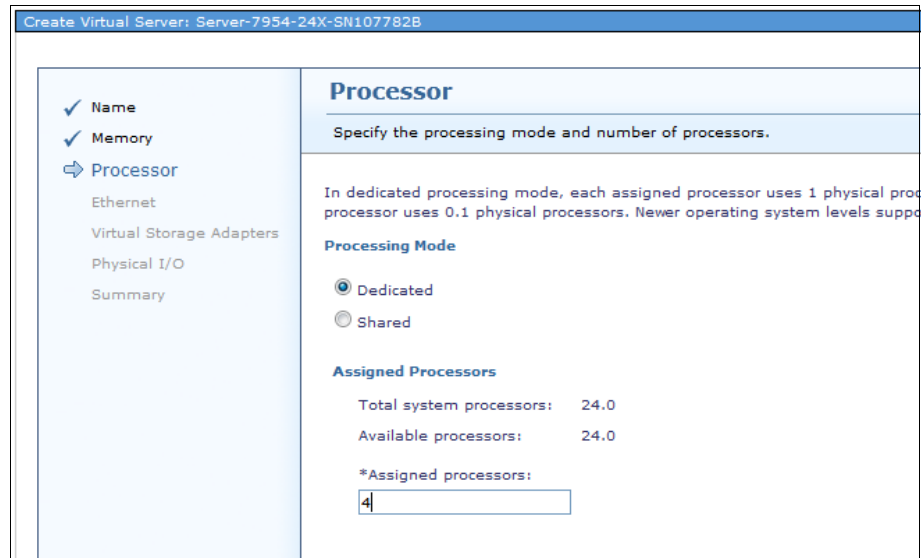 Create Virtual Server: Server-7954-24X-SN107782B
Name
Memory
Processor
Ethernet
Virtual Storage Adapters
Physical I/O
Summary
Processor
Specify the processing mode and number of processors.
In dedicated processing mode, each assigned processor uses 1 physical proc
processor uses 0.1 physical processors. Newer operating system levels suppo
Processing Mode
Dedicated
Shared
Assigned Processors
Total system processors: 24.0
Available processors: 24.0
*Assigned processors:
4